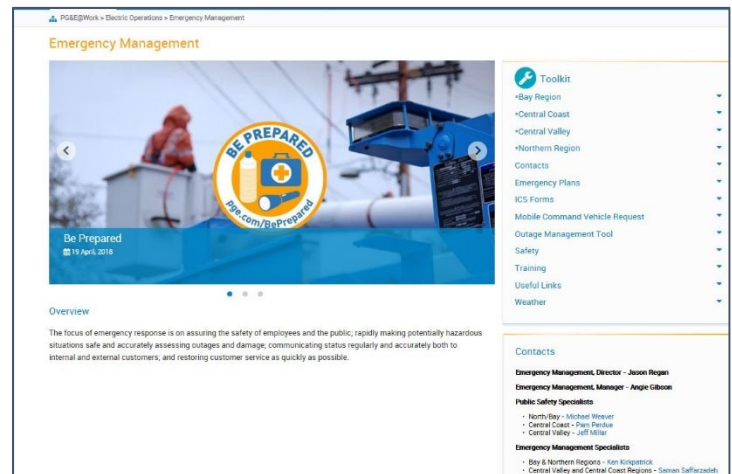 PG&E@Work » Electric Operations » Emergency Management
Emergency Management
BE PREPARED
pge.com/BePrepared
Be Prepared
19 April, 2018
Overview
The focus of emergency response is on assuring the safety of employees and the public; rapidly making potentially hazardous
situations safe and accurately assessing outages and damage; communicating status regularly and accurately both to
internal and external customers; and restoring customer service as quickly as possible.
Toolkit
*Bay Region
*Central Coast
*Central Valley
*Northern Region
Contacts
Emergency Plans
ICS Forms
Mobile Command Vehicle Request
Outage Management Tool
Safety
Training
Useful Links
Weather
Contacts
Emergency Management, Director - Jason Regan
Emergency Management, Manager - Angie Gibson
Public Safety Specialists
North/Bay - Michael Weaver
Central Coast - Pam Perdue
Central Valley - Jeff Millar
Emergency Management Specialists
Bay & Northern Regions - Ken Kirkpatrick
Central Valley and Central Coast Regions - Saman Saffarzadeh